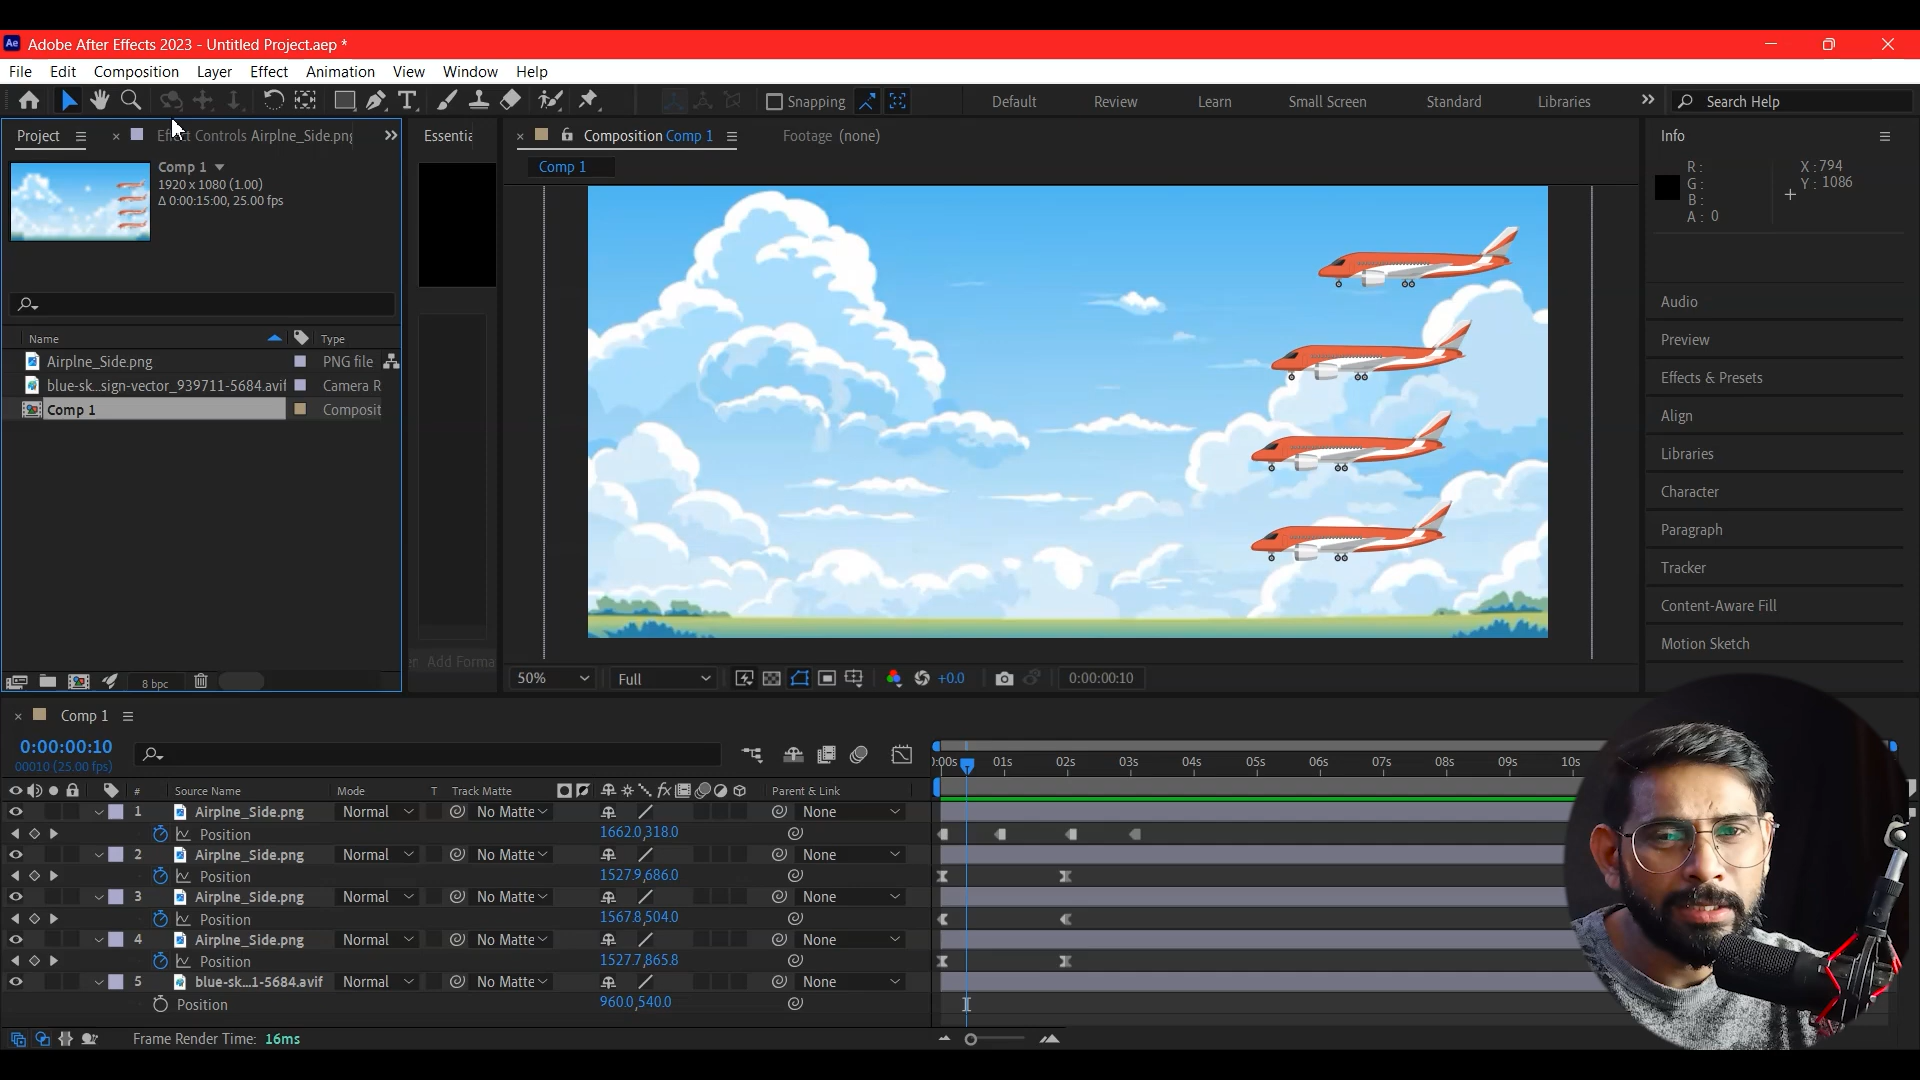 Ae Adobe After Effects 2023 - Untitled Project.aep *
File Edit Composition Layer Effect Animation View Window Help
Snapping Default Review Learn Small Screen Standard Libraries Search Help
Project Effect Controls Airplne_Side.png
Essentia
Composition Comp 1 Footage (none)
Info
Comp 1
1920 x 1080 (1.00)
Δ 0:00:15:00, 25.00 fps
Comp 1
R:
G:
B:
A: 0
X: 794
Y: 1086
Name Type
Airplne_Side.png PNG file
blue-sk...sign-vector_939711-5684.avif Camera R
Comp 1 Composit
Audio
Preview
Effects & Presets
Align
Libraries
Character
Paragraph
Tracker
Content-Aware Fill
Motion Sketch
Add Forma
8 bpc
50% Full +0.0 0:00:00:10
Comp 1
0:00:00:10
00010 (25.00 fps)
:00s 01s 02s 03s 04s 05s 06s 07s 08s 09s 10s
# Source Name Mode T Track Matte fx Parent & Link
1 Airplne_Side.png Normal No Matte None
Position 1662.0,318.0
2 Airplne_Side.png Normal No Matte None
Position 1527.9,686.0
3 Airplne_Side.png Normal No Matte None
Position 1567.8,504.0
4 Airplne_Side.png Normal No Matte None
Position 1527.7,865.8
5 blue-sk...1-5684.avif Normal No Matte None
Position 960.0,540.0
Frame Render Time: 16ms